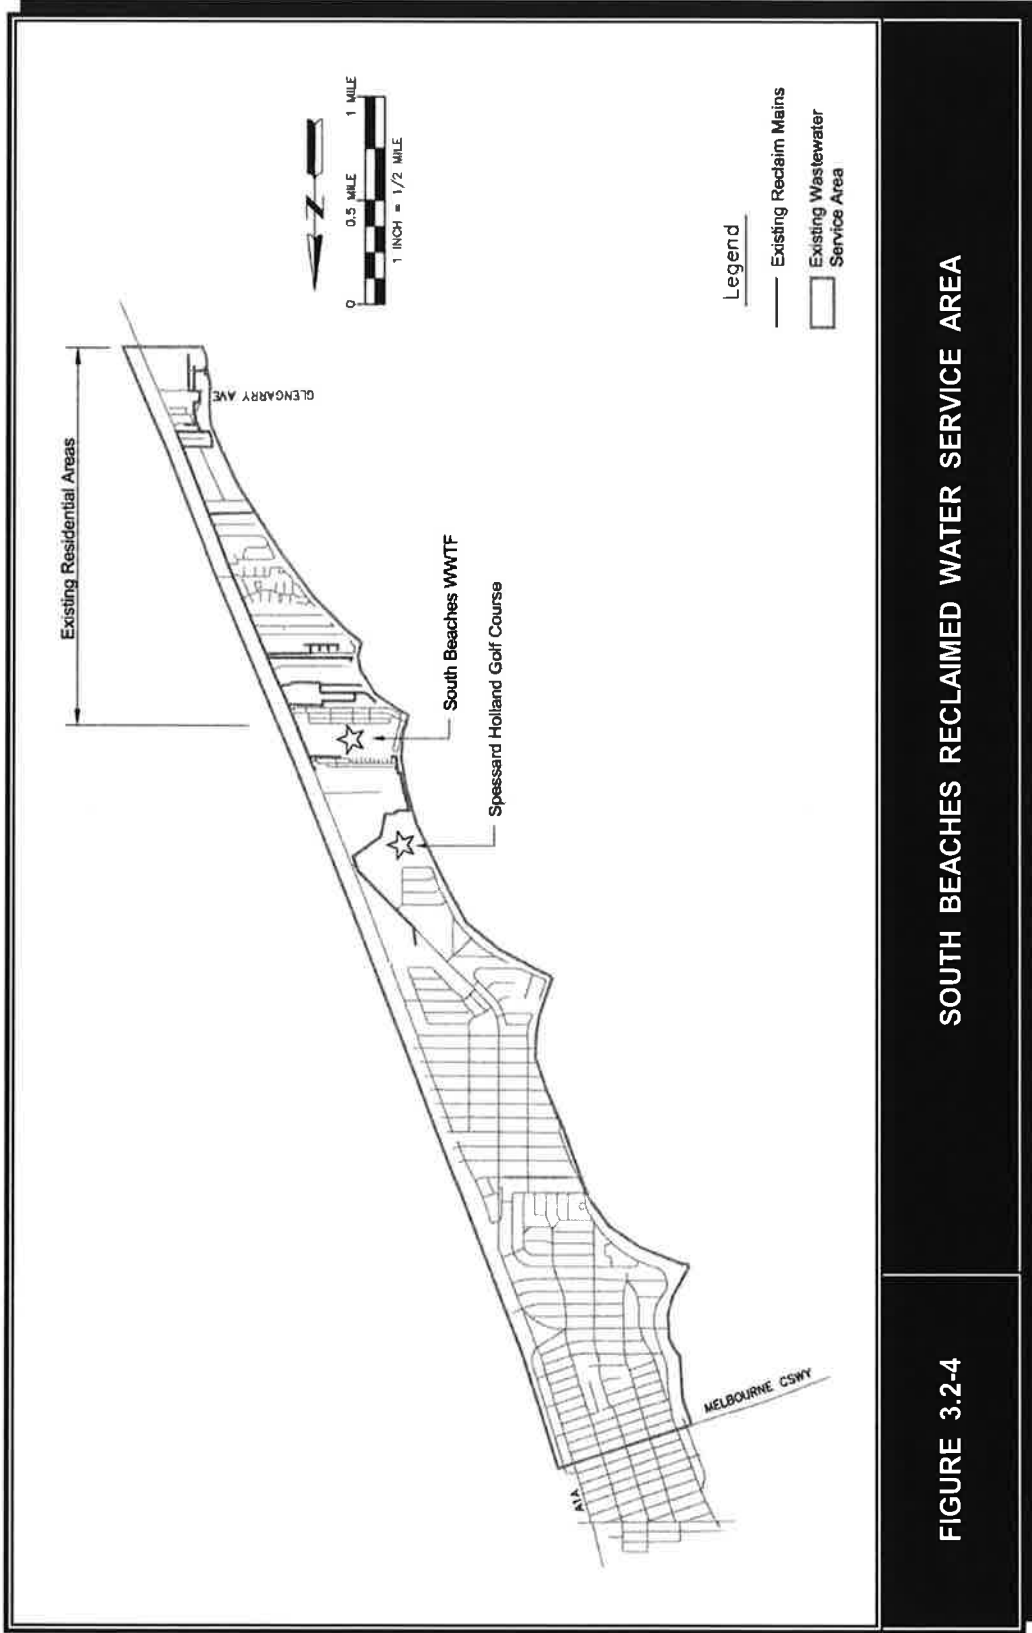 Existing Residential Areas
South Beaches WWTF
Spessard Holland Golf Course
GLENGARRY AVE
MELBOURNE CSWY
A1A
N
0 0.5 MILE 1 MILE
1 INCH = 1/2 MILE
Legend
Existing Reclaim Mains
Existing Wastewater
Service Area
FIGURE 3.2-4
SOUTH BEACHES RECLAIMED WATER SERVICE AREA